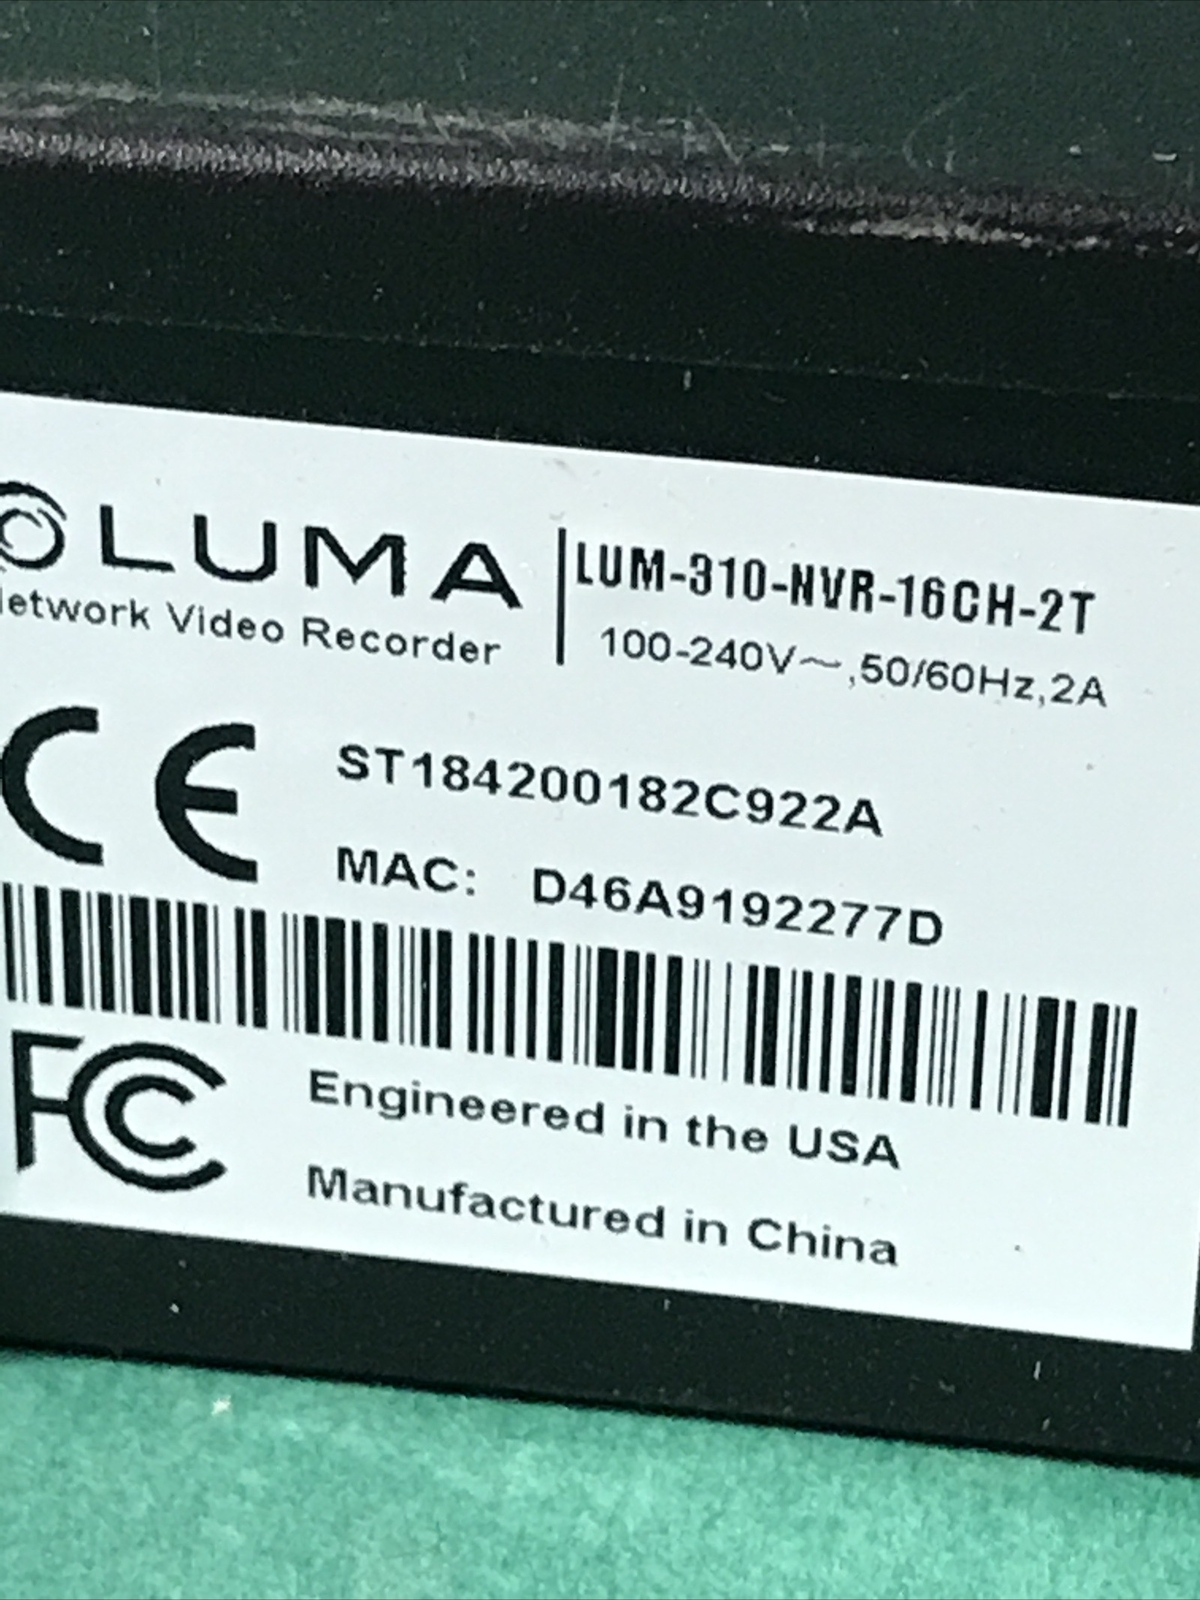 LUMA
Network Video Recorder
LUM-310-NVR-16CH-2T
100-240V～,50/60Hz,2A
CE
ST184200182C922A
MAC: D46A9192277D
FC
Engineered in the USA
Manufactured in China